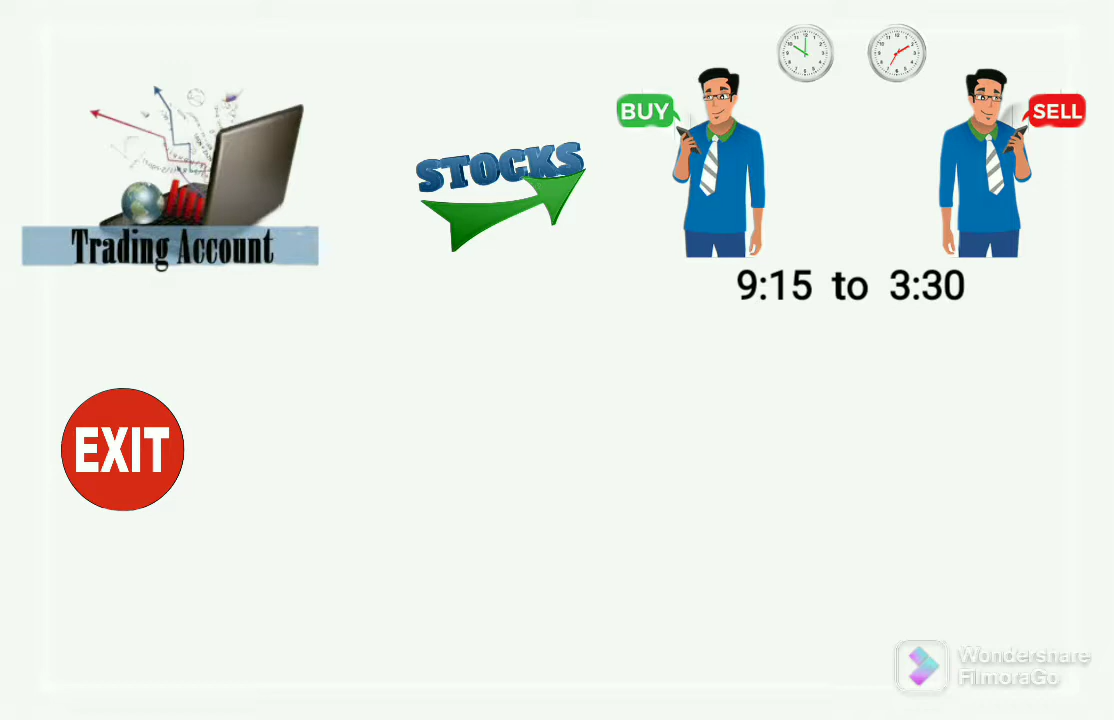 BUY
SELL
STOCKS
Trading Account
9:15 to 3:30
EXIT
Wondershare
FilmoraGo